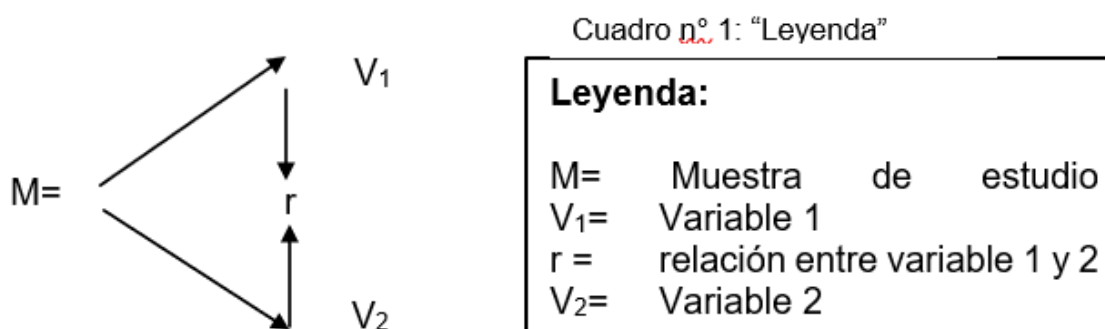 Cuadro nº 1: “Leyenda”
V₁
M=
r
V₂
Leyenda:
M= Muestra de estudio
V₁= Variable 1
r = relación entre variable 1 y 2
V₂= Variable 2